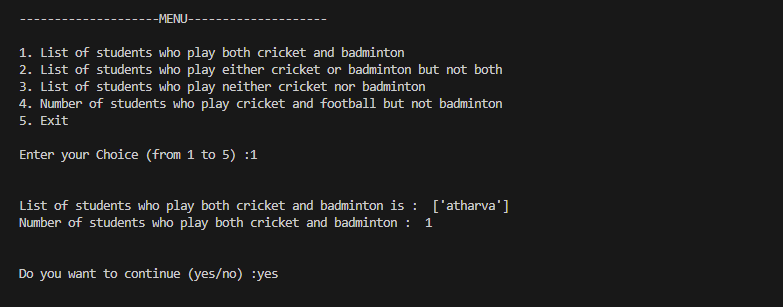 --------------------MENU--------------------
1. List of students who play both cricket and badminton
2. List of students who play either cricket or badminton but not both
3. List of students who play neither cricket nor badminton
4. Number of students who play cricket and football but not badminton
5. Exit
Enter your Choice (from 1 to 5) :1
List of students who play both cricket and badminton is :  ['atharva']
Number of students who play both cricket and badminton :  1
Do you want to continue (yes/no) :yes